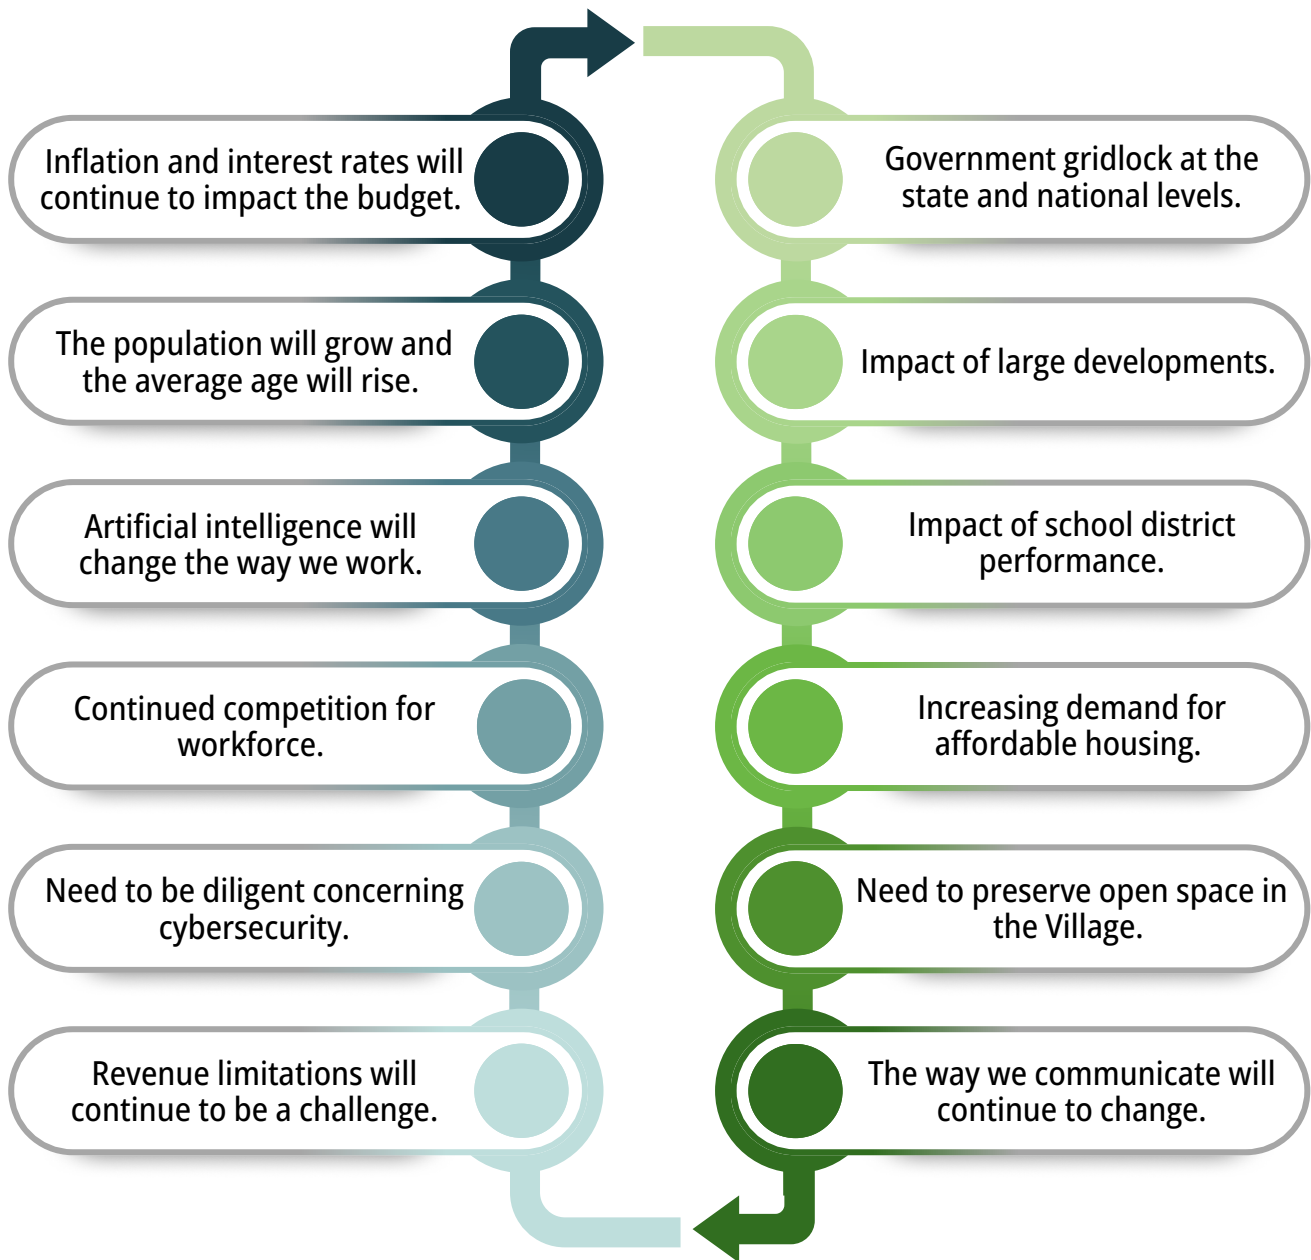 Inflation and interest rates will
continue to impact the budget.
The population will grow and
the average age will rise.
Artificial intelligence will
change the way we work.
Continued competition for
workforce.
Need to be diligent concerning
cybersecurity.
Revenue limitations will
continue to be a challenge.
Government gridlock at the
state and national levels.
Impact of large developments.
Impact of school district
performance.
Increasing demand for
affordable housing.
Need to preserve open space in
the Village.
The way we communicate will
continue to change.